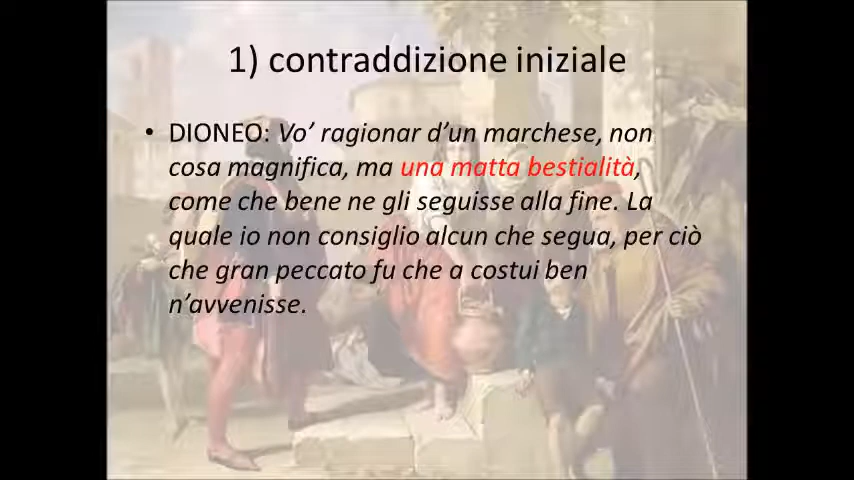 1) contraddizione iniziale
• DIONEO: Vo’ ragionar d’un marchese, non
cosa magnifica, ma una matta bestialità,
come che bene ne gli seguisse alla fine. La
quale io non consiglio alcun che segua, per ciò
che gran peccato fu che a costui ben
n’avvenisse.